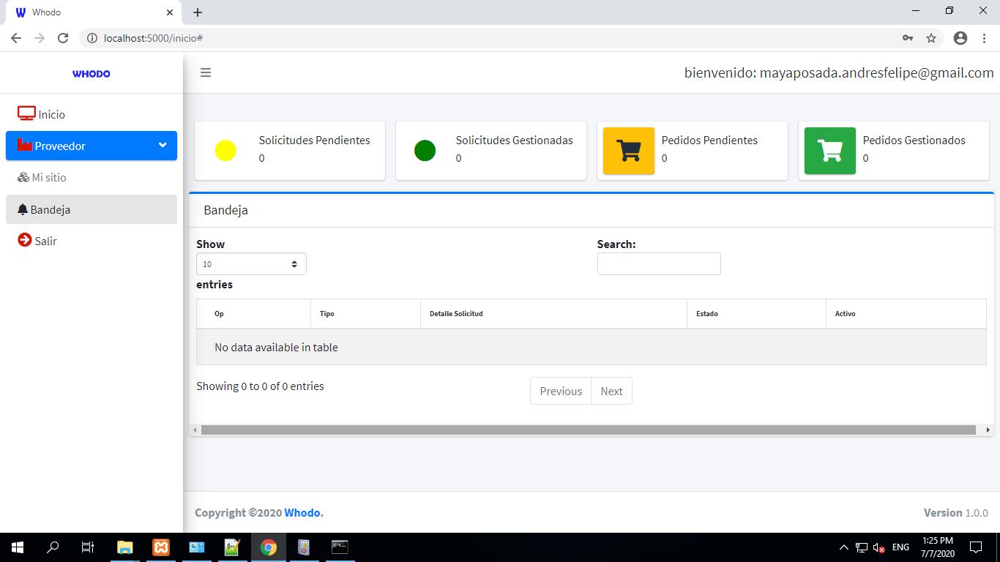 Whodo
localhost:5000/inicio#
WHODO
bienvenido: mayaposada.andresfelipe@gmail.com
Inicio
Proveedor
Mi sitio
Bandeja
Salir
Solicitudes Pendientes
0
Solicitudes Gestionadas
0
Pedidos Pendientes
0
Pedidos Gestionados
0
Bandeja
Show
10
entries
Search:
Op Tipo Detalle Solicitud Estado Activo
No data available in table
Showing 0 to 0 of 0 entries
Previous Next
Copyright ©2020 Whodo.
Version 1.0.0
ENG
1:25 PM
7/7/2020